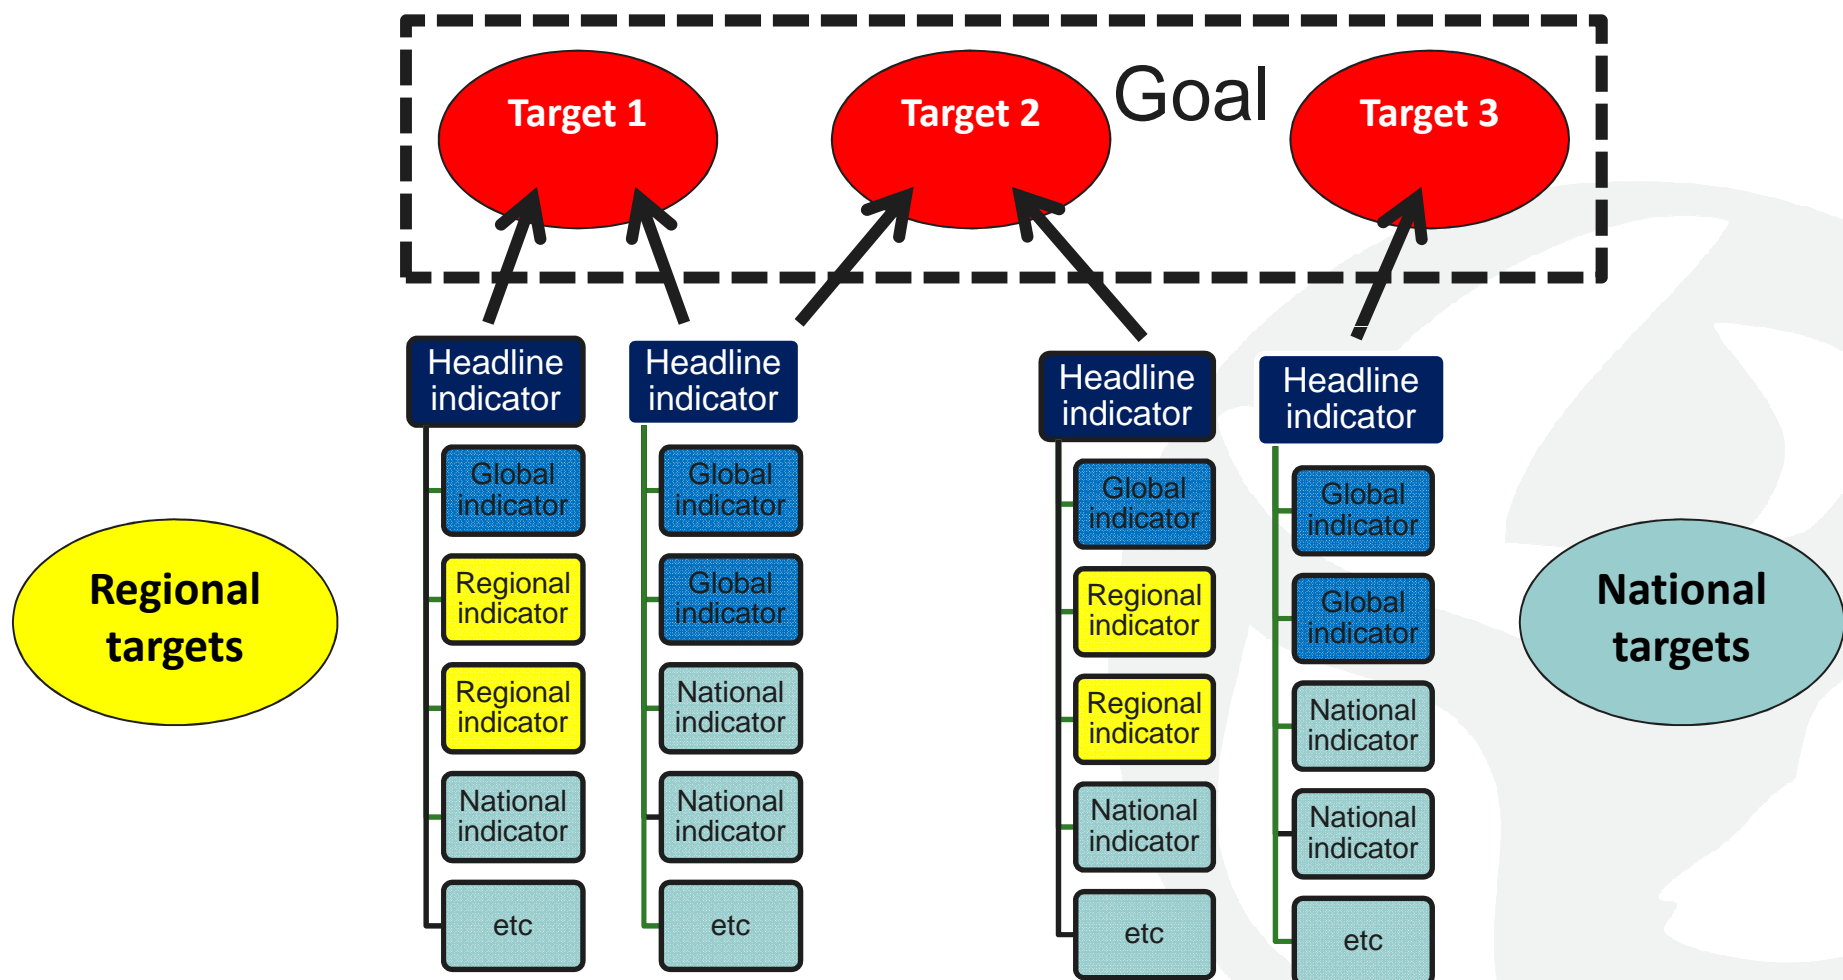 Goal
Target 1
Target 2
Target 3
Headline
indicator
Global
indicator
Regional
indicator
Regional
indicator
National
indicator
etc
Headline
indicator
Global
indicator
Global
indicator
National
indicator
National
indicator
etc
Headline
indicator
Global
indicator
Regional
indicator
Regional
indicator
National
indicator
etc
Headline
indicator
Global
indicator
Global
indicator
National
indicator
National
indicator
etc
Regional
targets
National
targets